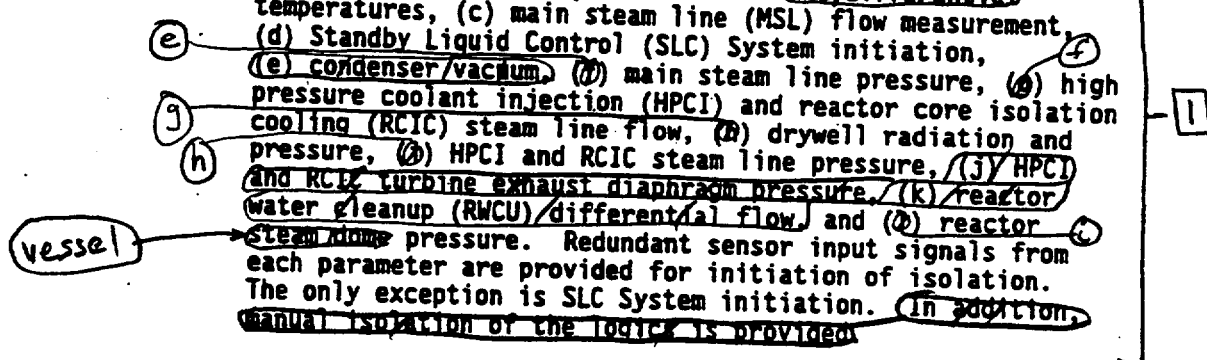 temperatures, (c) main steam line (MSL) flow measurement,
e (d) Standby Liquid Control (SLC) System initiation, f
(e) condenser vacuum, main steam line pressure, high
pressure coolant injection (HPCI) and reactor core isolation
g cooling (RCIC) steam line flow, drywell radiation and 1
h pressure, HPCI and RCIC steam line pressure, (j) HPCI
and RCIC turbine exhaust diaphragm pressure, (k) reactor
water cleanup (RWCU) differential flow, and reactor i
vessel steam dome pressure. Redundant sensor input signals from
each parameter are provided for initiation of isolation.
The only exception is SLC System initiation. In addition,
manual isolation of the logics is provided